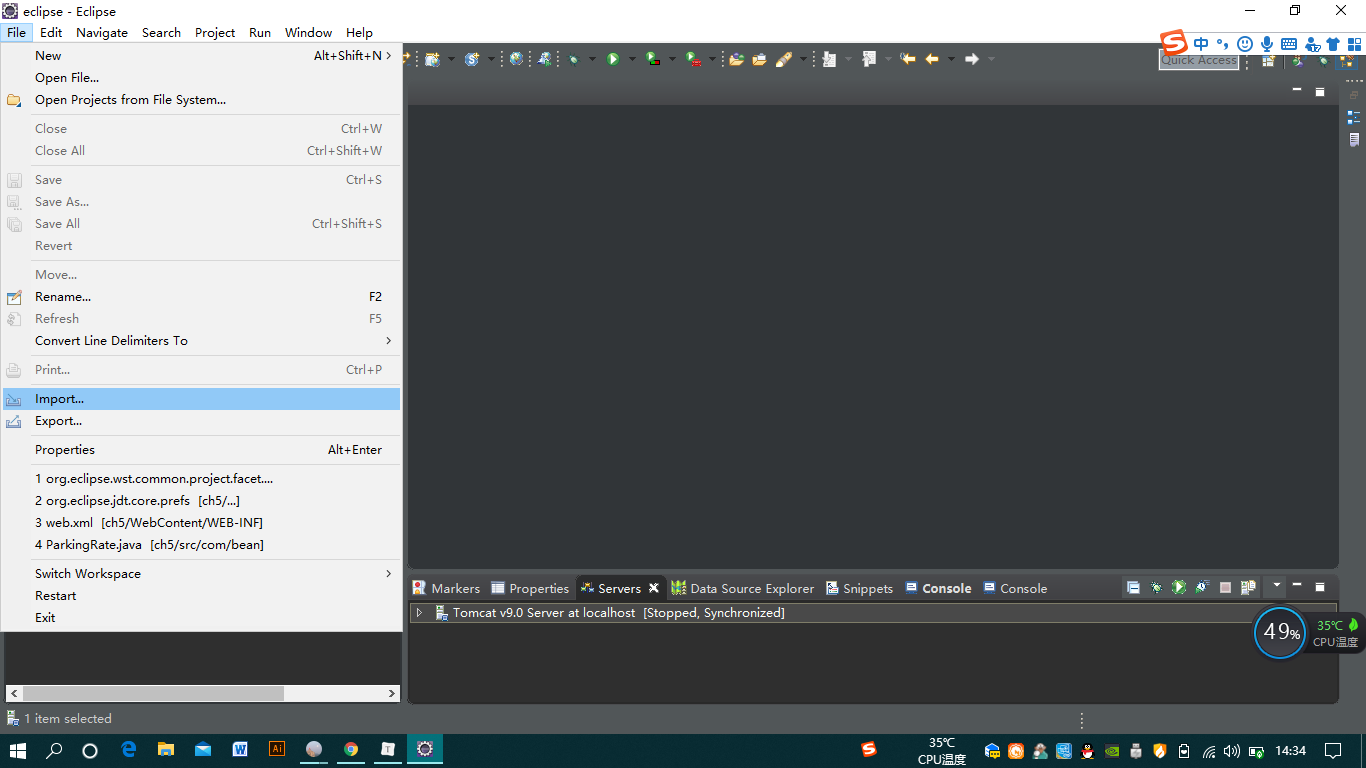 eclipse - Eclipse
File Edit Navigate Search Project Run Window Help
New Alt+Shift+N
Open File...
Open Projects from File System...
Close Ctrl+W
Close All Ctrl+Shift+W
Save Ctrl+S
Save As...
Save All Ctrl+Shift+S
Revert
Move...
Rename... F2
Refresh F5
Convert Line Delimiters To
Print... Ctrl+P
Import...
Export...
Properties Alt+Enter
1 org.eclipse.wst.common.project.facet....
2 org.eclipse.jdt.core.prefs [ch5/...]
3 web.xml [ch5/WebContent/WEB-INF]
4 ParkingRate.java [ch5/src/com/bean]
Switch Workspace
Restart
Exit
中
Quick Access
Markers Properties Servers Data Source Explorer Snippets Console Console
Tomcat v9.0 Server at localhost [Stopped, Synchronized]
49% 35℃
CPU温度
1 item selected
35℃
CPU温度
14:34